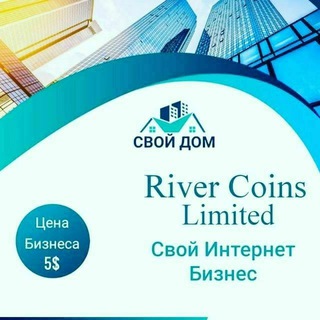 СВОЙ ДОМ
River Coins
Limited
Цена
Бизнеса
5$
Свой Интернет
Бизнес